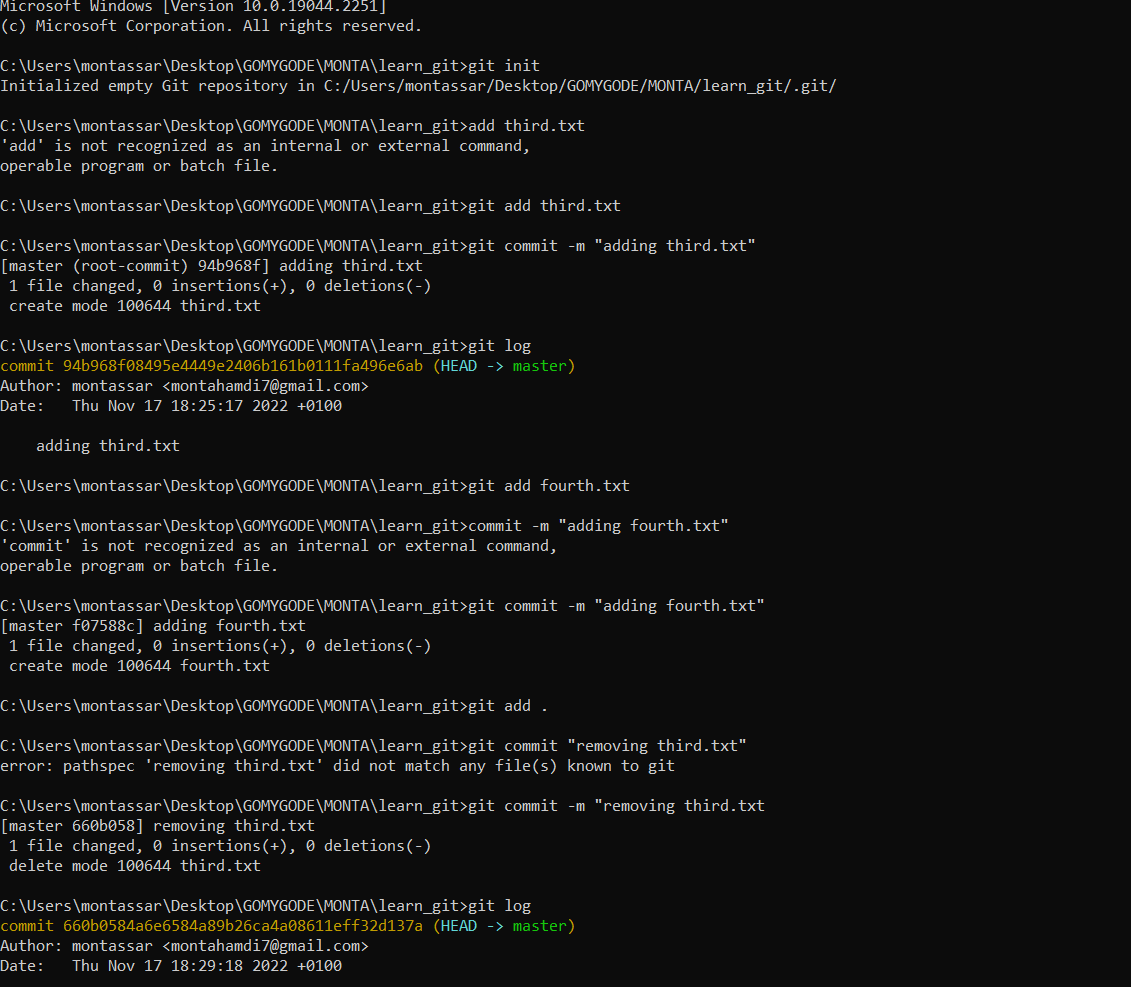 Microsoft Windows [Version 10.0.19044.2251]
(c) Microsoft Corporation. All rights reserved.
C:\Users\montassar\Desktop\GOMYGODE\MONTA\learn_git>git init
Initialized empty Git repository in C:/Users/montassar/Desktop/GOMYGODE/MONTA/learn_git/.git/
C:\Users\montassar\Desktop\GOMYGODE\MONTA\learn_git>add third.txt
'add' is not recognized as an internal or external command,
operable program or batch file.
C:\Users\montassar\Desktop\GOMYGODE\MONTA\learn_git>git add third.txt
C:\Users\montassar\Desktop\GOMYGODE\MONTA\learn_git>git commit -m "adding third.txt"
[master (root-commit) 94b968f] adding third.txt
 1 file changed, 0 insertions(+), 0 deletions(-)
 create mode 100644 third.txt
C:\Users\montassar\Desktop\GOMYGODE\MONTA\learn_git>git log
commit 94b968f08495e4449e2406b161b0111fa496e6ab (HEAD -> master)
Author: montassar <montahamdi7@gmail.com>
Date:   Thu Nov 17 18:25:17 2022 +0100
    adding third.txt
C:\Users\montassar\Desktop\GOMYGODE\MONTA\learn_git>git add fourth.txt
C:\Users\montassar\Desktop\GOMYGODE\MONTA\learn_git>commit -m "adding fourth.txt"
'commit' is not recognized as an internal or external command,
operable program or batch file.
C:\Users\montassar\Desktop\GOMYGODE\MONTA\learn_git>git commit -m "adding fourth.txt"
[master f07588c] adding fourth.txt
 1 file changed, 0 insertions(+), 0 deletions(-)
 create mode 100644 fourth.txt
C:\Users\montassar\Desktop\GOMYGODE\MONTA\learn_git>git add .
C:\Users\montassar\Desktop\GOMYGODE\MONTA\learn_git>git commit "removing third.txt"
error: pathspec 'removing third.txt' did not match any file(s) known to git
C:\Users\montassar\Desktop\GOMYGODE\MONTA\learn_git>git commit -m "removing third.txt
[master 660b058] removing third.txt
 1 file changed, 0 insertions(+), 0 deletions(-)
 delete mode 100644 third.txt
C:\Users\montassar\Desktop\GOMYGODE\MONTA\learn_git>git log
commit 660b0584a6e6584a89b26ca4a08611eff32d137a (HEAD -> master)
Author: montassar <montahamdi7@gmail.com>
Date:   Thu Nov 17 18:29:18 2022 +0100